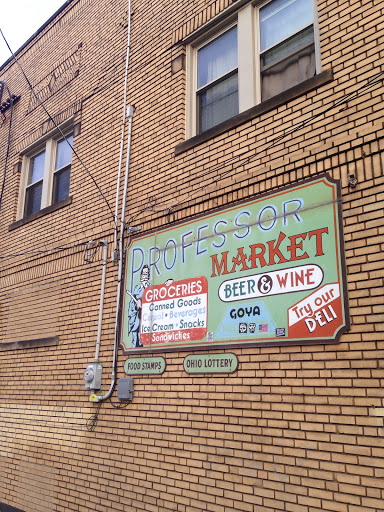 PROFESSOR
MARKET
GROCERIES
Canned Goods
Cereal • Beverages
Ice Cream • Snacks
Sandwiches
BEER & WINE
GOYA
Try our
DELI
FOOD STAMPS
OHIO LOTTERY